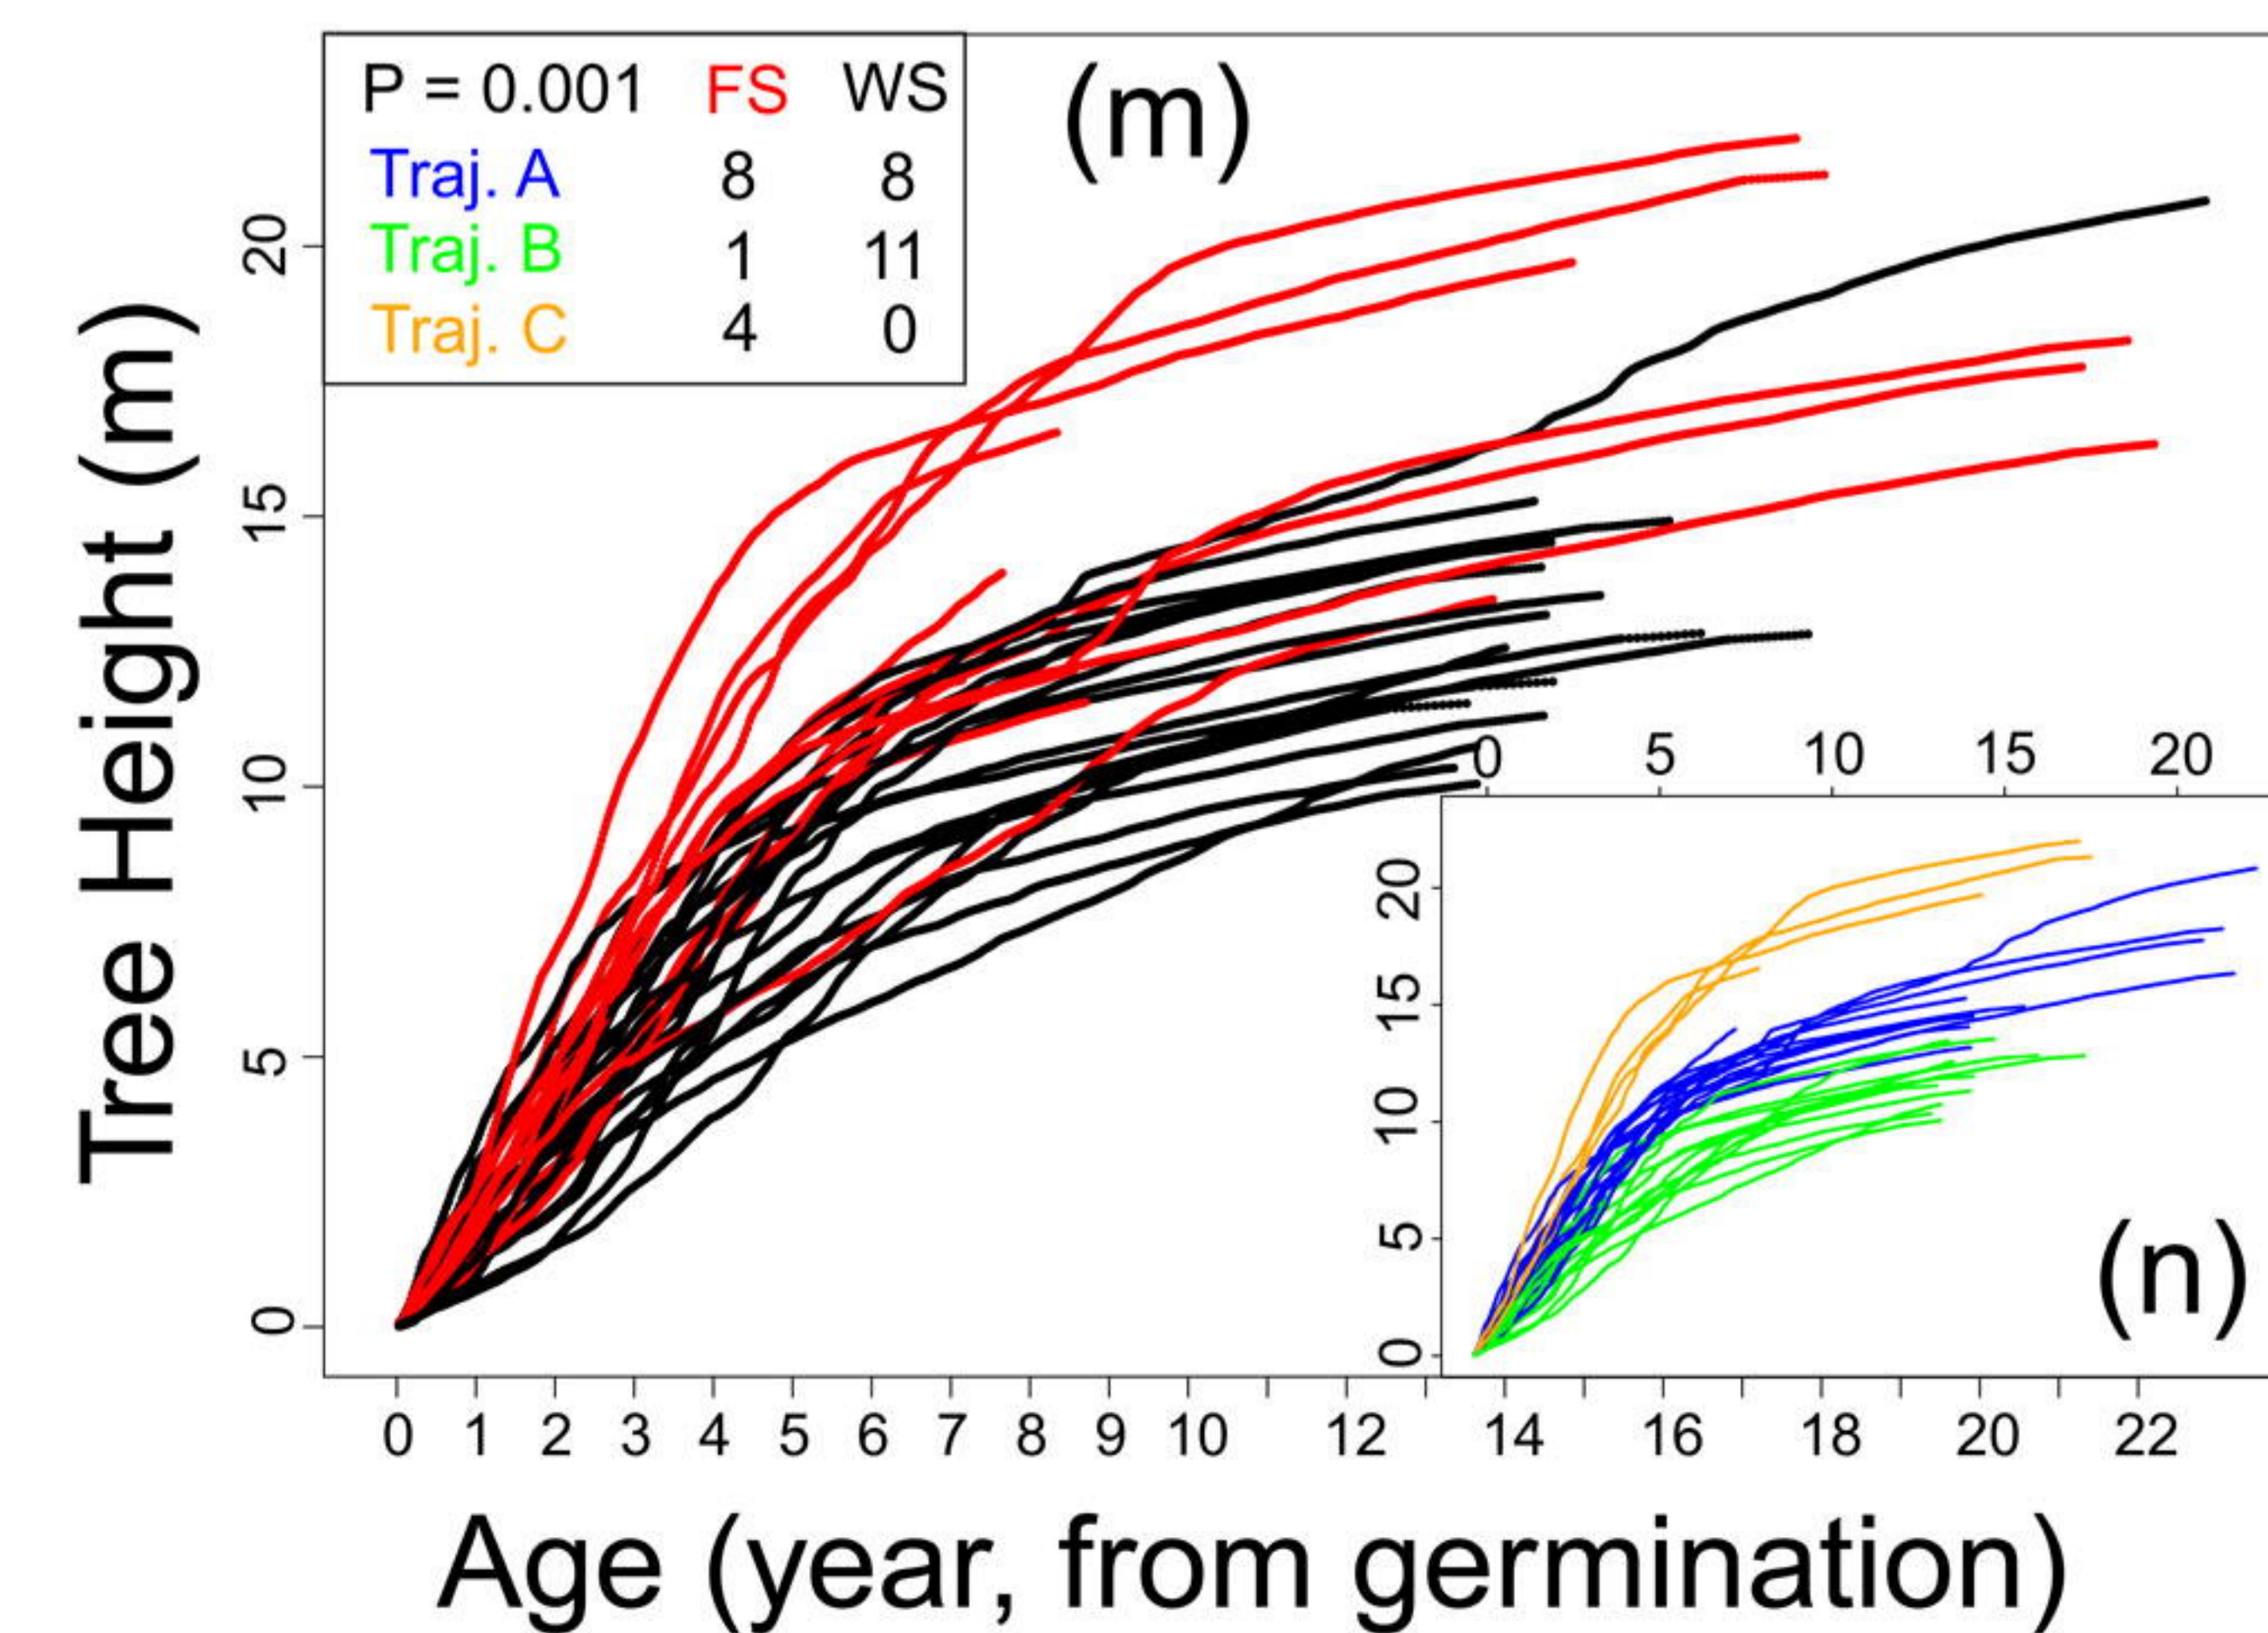 P = 0.001 FS WS
Traj. A 8 8
Traj. B 1 11
Traj. C 4 0
(m)
Tree Height (m)
20
15
10
5
0
0 5 10 15 20
20
15
10
5
0
(n)
0 1 2 3 4 5 6 7 8 9 10 12 14 16 18 20 22
Age (year, from germination)